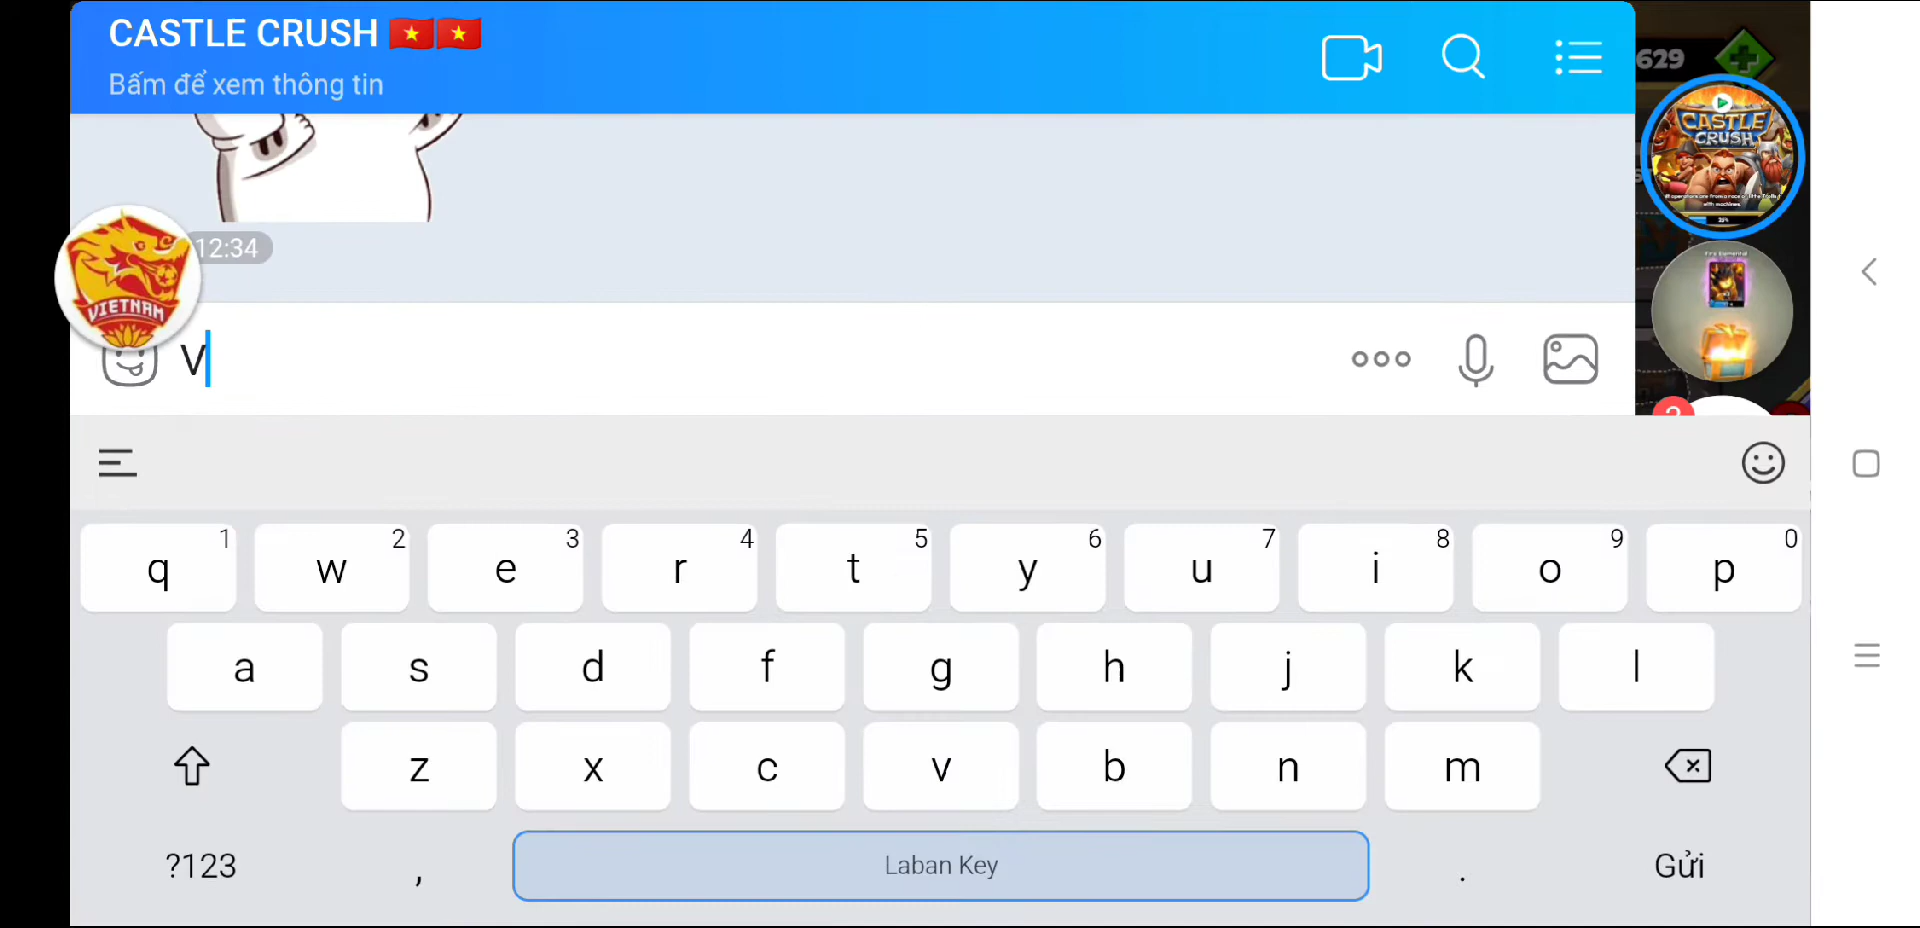 CASTLE CRUSH 🇻🇳🇻🇳
Bấm để xem thông tin
629
CASTLE
CRUSH
12:34
VIETNAM
V
1 2 3 4 5 6 7 8 9 0
q w e r t y u i o p
a s d f g h j k l
z x c v b n m
?123 , Laban Key . Gửi